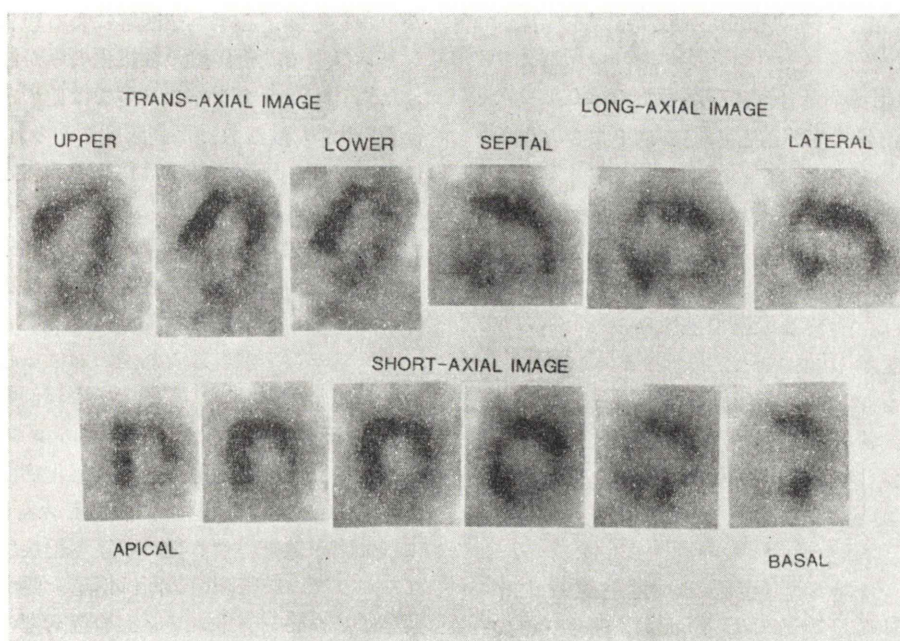 TRANS-AXIAL IMAGE
LONG-AXIAL IMAGE
UPPER
LOWER
SEPTAL
LATERAL
SHORT-AXIAL IMAGE
APICAL
BASAL